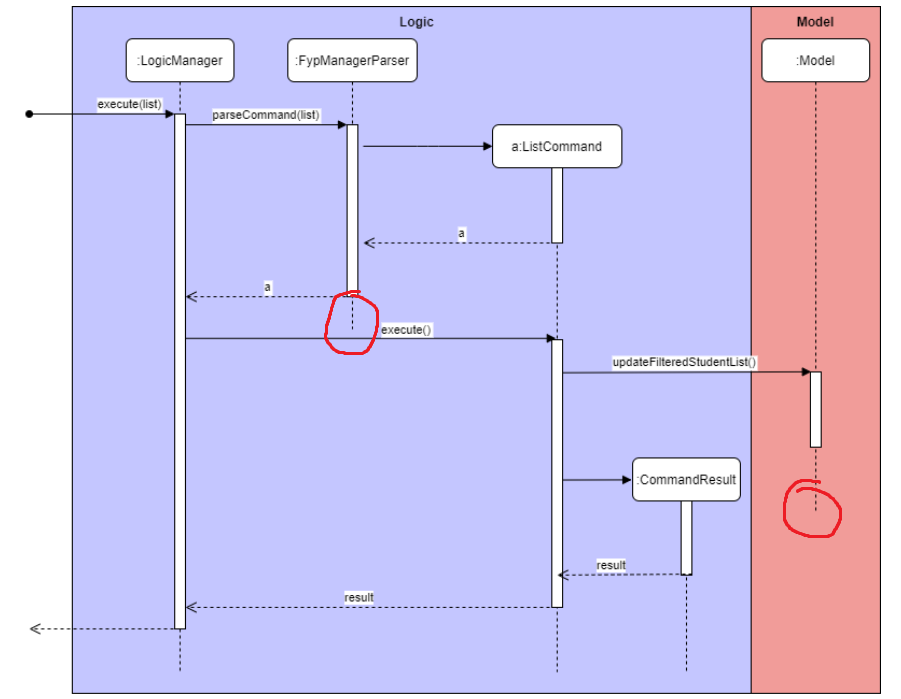 Logic
Model
:LogicManager
:FypManagerParser
:Model
execute(list)
parseCommand(list)
a:ListCommand
a
a
execute()
updateFilteredStudentList()
:CommandResult
result
result